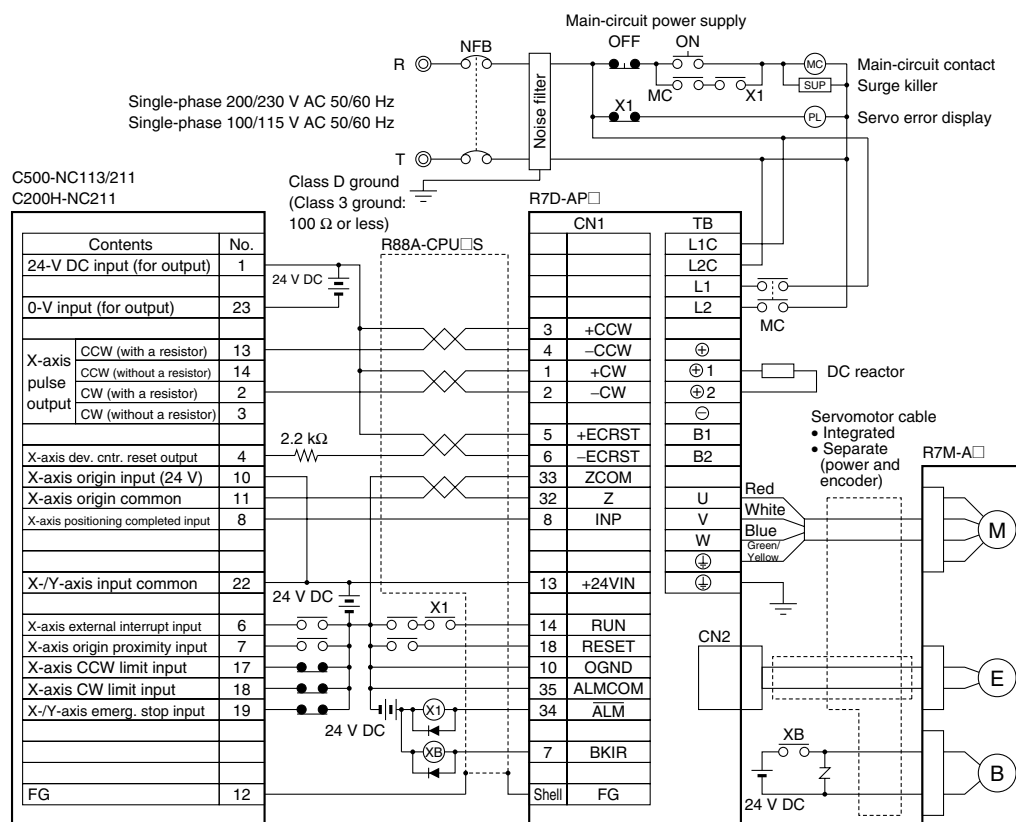 Main-circuit power supply
NFB
OFF
ON
R
MC
Main-circuit contact
SUP
Surge killer
MC
X1
Single-phase 200/230 V AC 50/60 Hz
Single-phase 100/115 V AC 50/60 Hz
Noise filter
X1
PL
Servo error display
T
C500-NC113/211
C200H-NC211
Class D ground
(Class 3 ground:
100 Ω or less)
R7D-AP□
R88A-CPU□S
CN1
TB
Contents No.
L1C
24-V DC input (for output) 1
24 V DC
L2C
L1
0-V input (for output) 23
L2
MC
3 +CCW
X-axis pulse output
CCW (with a resistor) 13
4 –CCW
⊕
CCW (without a resistor) 14
1 +CW
⊕1
DC reactor
CW (with a resistor) 2
2 –CW
⊕2
CW (without a resistor) 3
⊖
5 +ECRST
B1
X-axis dev. cntr. reset output 4
2.2 kΩ
6 –ECRST
B2
Servomotor cable
• Integrated
• Separate
(power and
encoder)
R7M-A□
X-axis origin input (24 V) 10
33 ZCOM
X-axis origin common 11
32 Z
U
Red
X-axis positioning completed input 8
8 INP
V
White
W
Blue
Green/
Yellow
M
X-/Y-axis input common 22
24 V DC
13 +24VIN
X1
X-axis external interrupt input 6
14 RUN
X-axis origin proximity input 7
18 RESET
CN2
X-axis CCW limit input 17
10 OGND
X-axis CW limit input 18
35 ALMCOM
E
X-/Y-axis emerg. stop input 19
24 V DC
X1
34 ALM
XB
7 BKIR
XB
24 V DC
B
FG 12
Shell FG